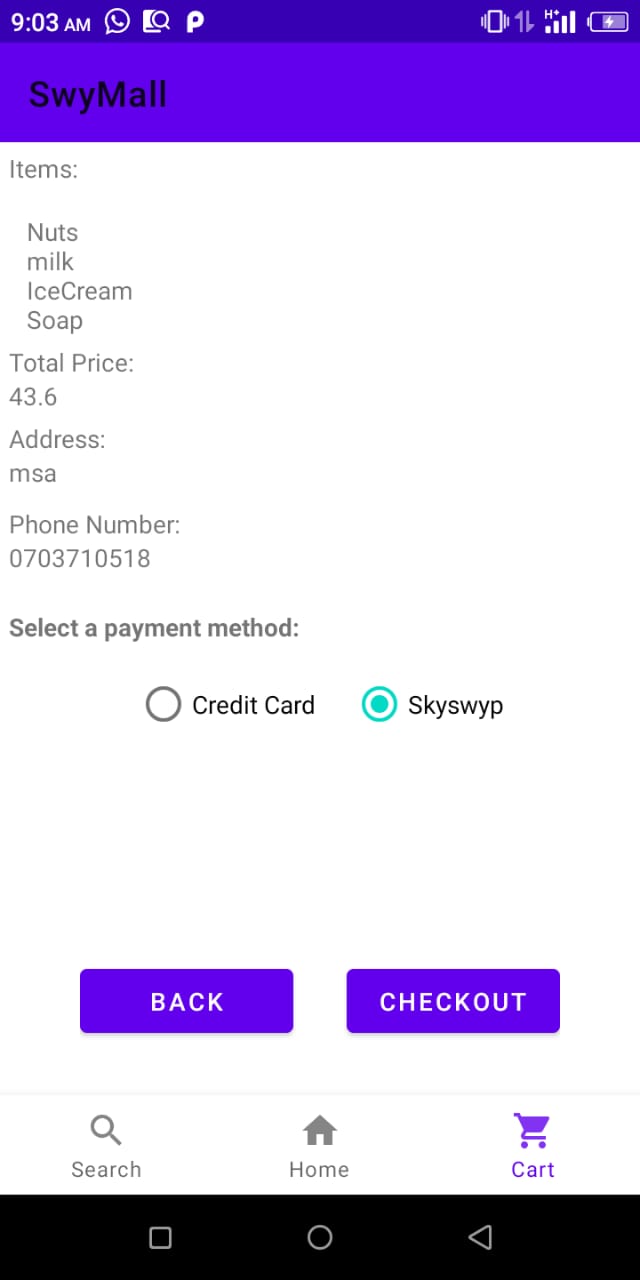 9:03 AM
H+
SwyMall
Items:
Nuts
milk
IceCream
Soap
Total Price:
43.6
Address:
msa
Phone Number:
0703710518
Select a payment method:
Credit Card Skyswyp
BACK CHECKOUT
Search Home Cart